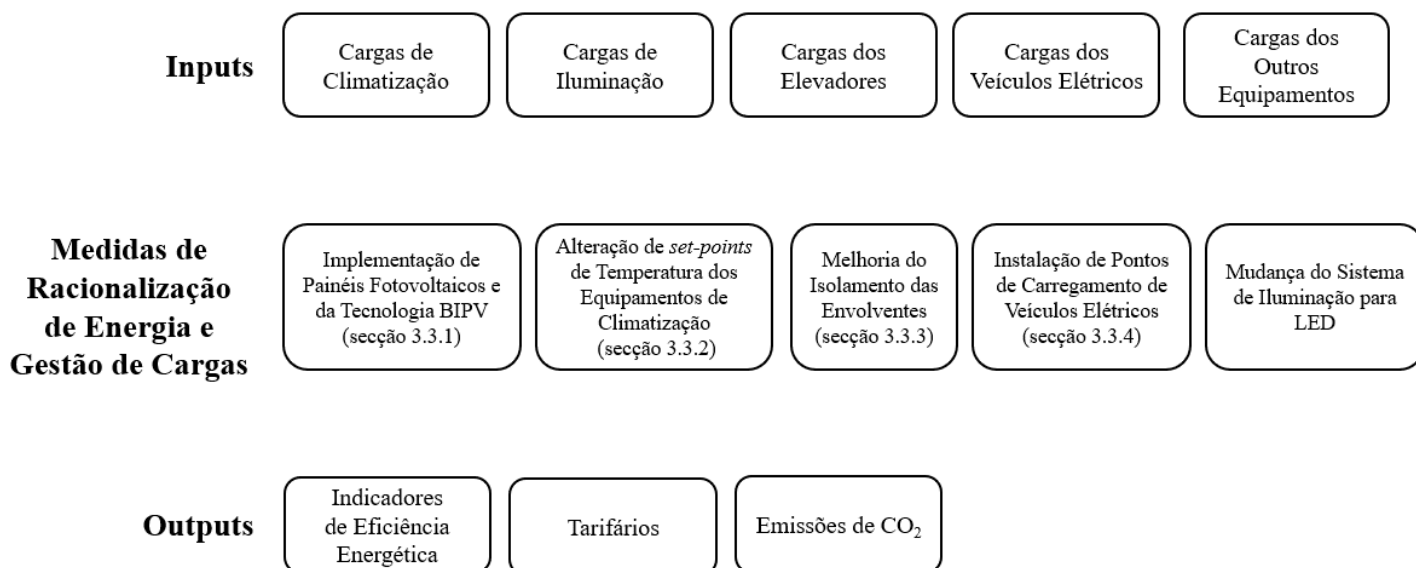 Inputs
Cargas de
Climatização
Cargas de
Iluminação
Cargas dos
Elevadores
Cargas dos
Veículos Elétricos
Cargas dos
Outros
Equipamentos
Medidas de
Racionalização
de Energia e
Gestão de Cargas
Implementação de
Painéis Fotovoltaicos e
da Tecnologia BIPV
(secção 3.3.1)
Alteração de set-points
de Temperatura dos
Equipamentos de
Climatização
(secção 3.3.2)
Melhoria do
Isolamento das
Envolventes
(secção 3.3.3)
Instalação de Pontos
de Carregamento de
Veículos Elétricos
(secção 3.3.4)
Mudança do Sistema
de Iluminação para
LED
Outputs
Indicadores
de Eficiência
Energética
Tarifários
Emissões de CO₂